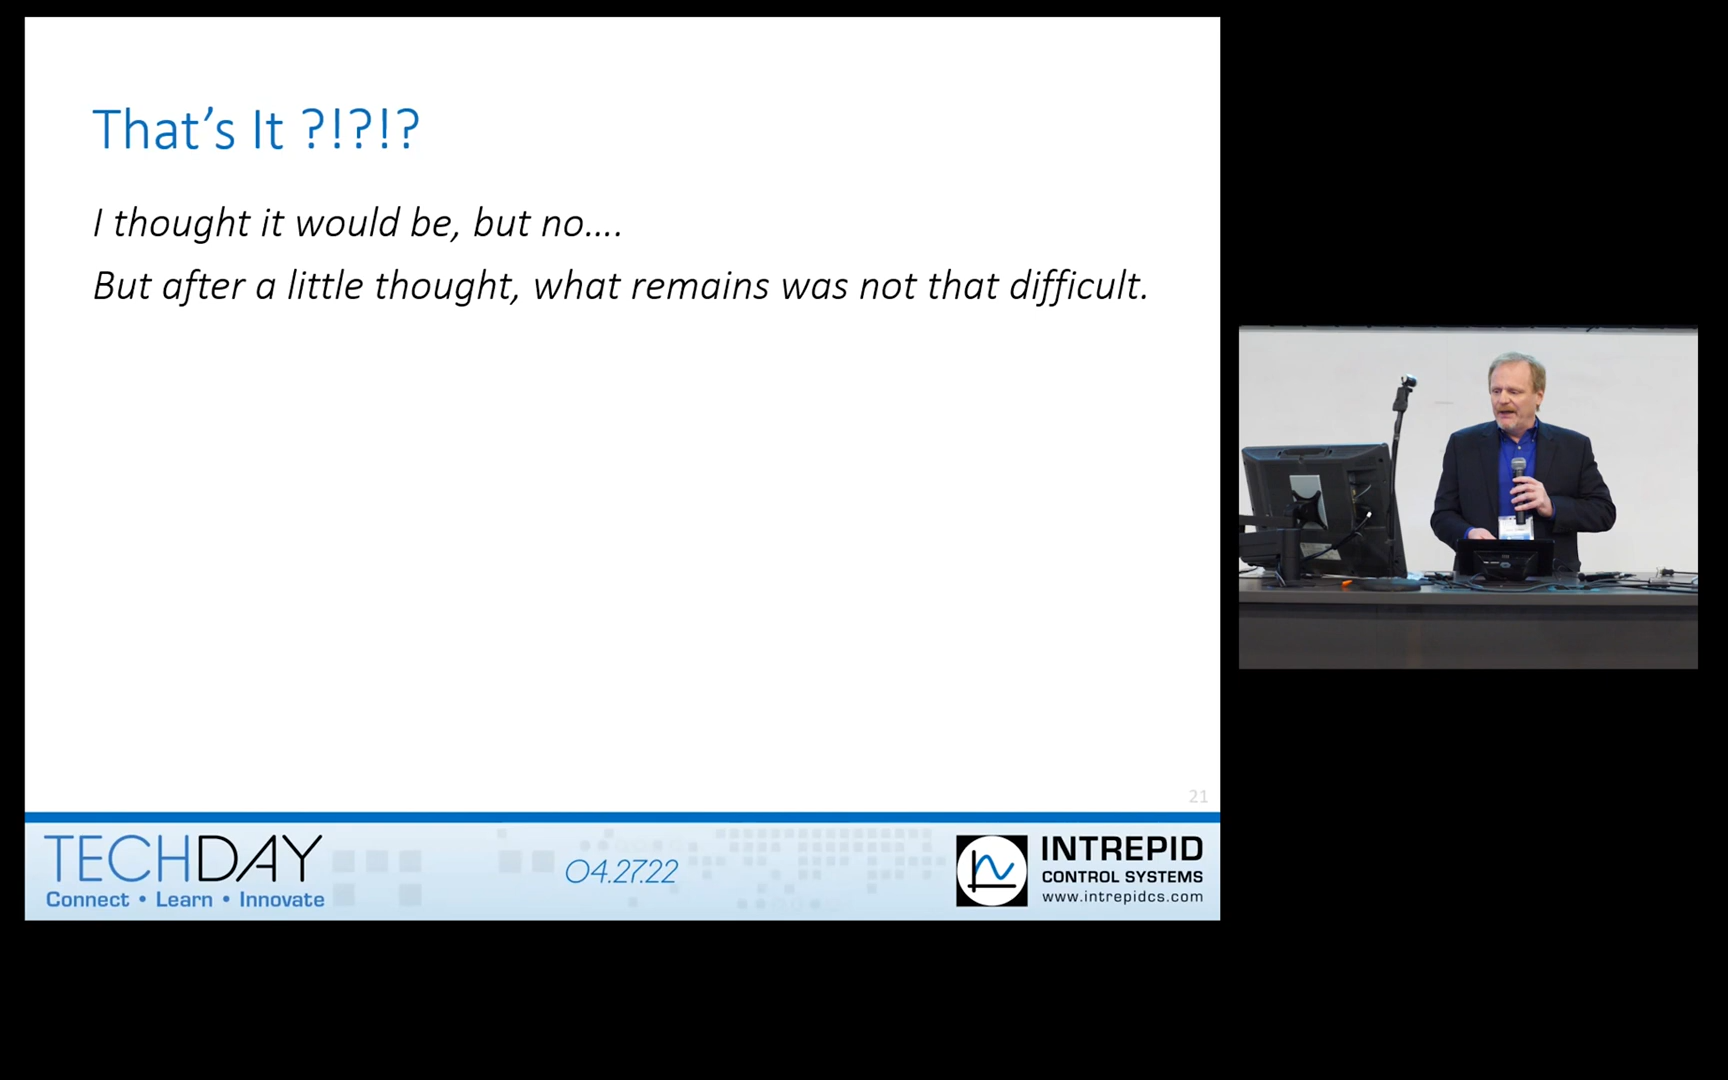 That's It ?!?!?
I thought it would be, but no....
But after a little thought, what remains was not that difficult.
21
TECHDAY
Connect • Learn • Innovate
04.27.22
INTREPID
CONTROL SYSTEMS
www.intrepidcs.com